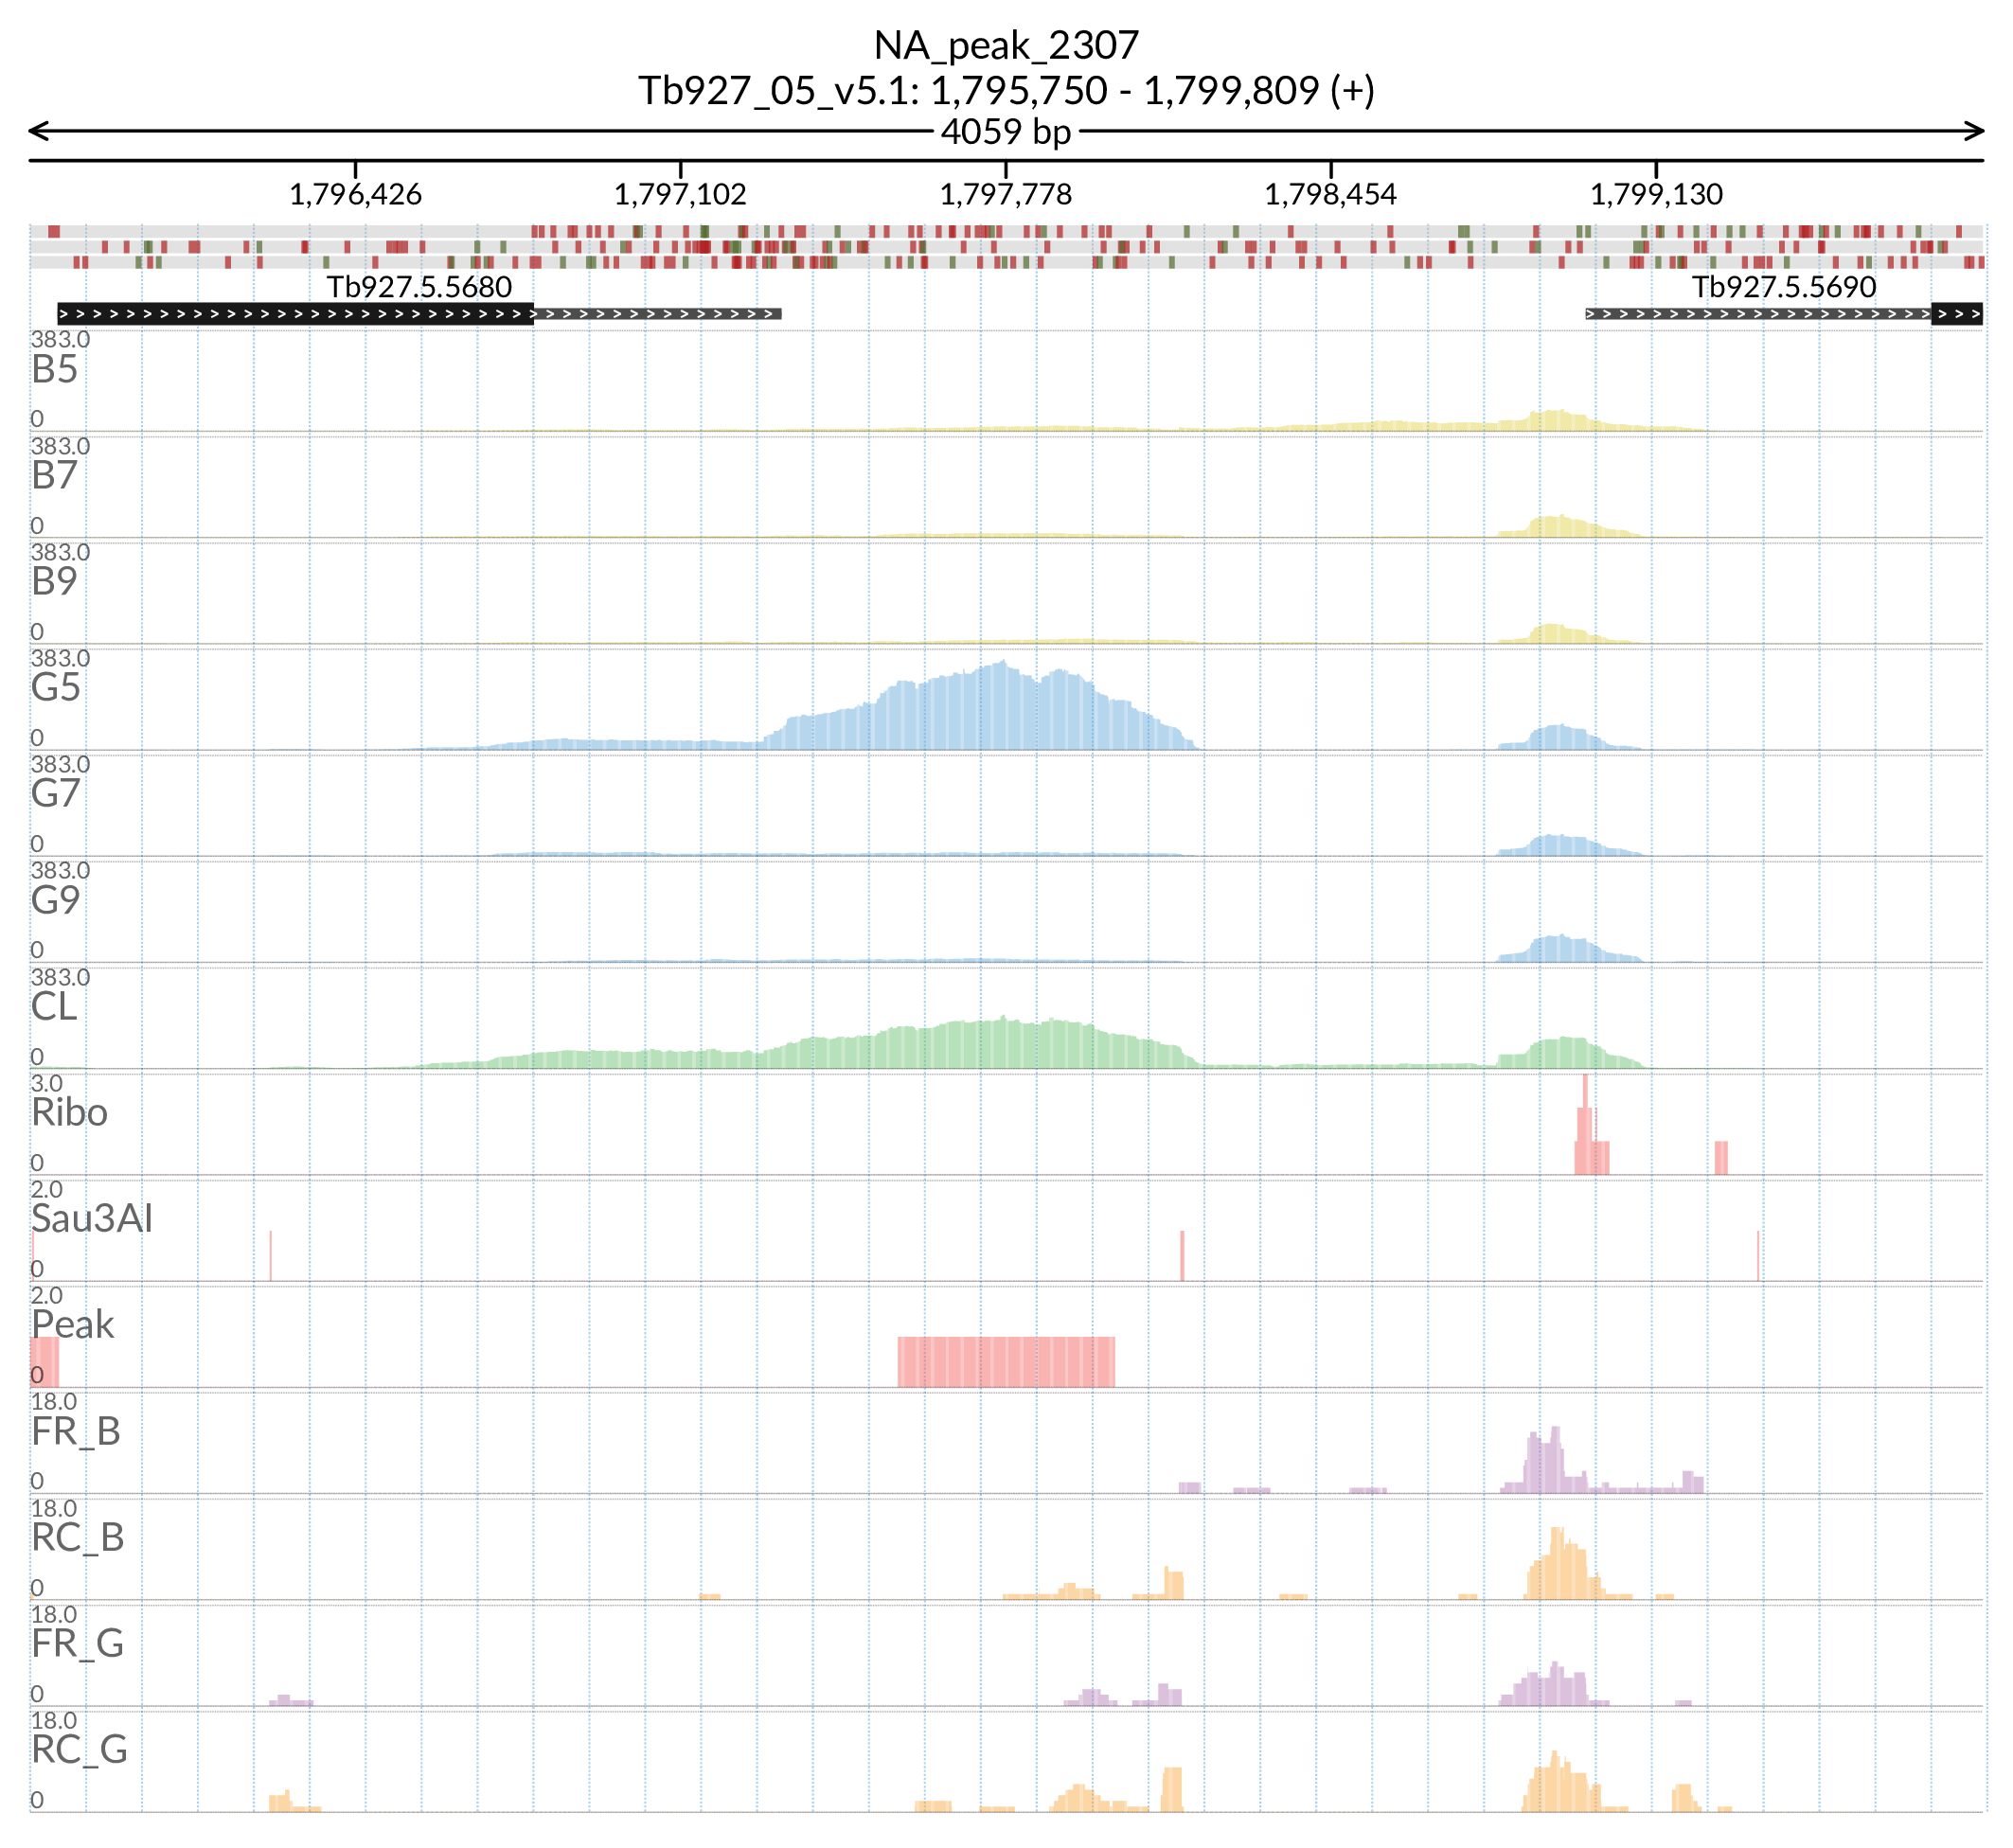 NA_peak_2307
Tb927_05_v5.1: 1,795,750 - 1,799,809 (+)
4059 bp
1,796,426 1,797,102 1,797,778 1,798,454 1,799,130
Tb927.5.5680 Tb927.5.5690
383.0
B5
0
383.0
B7
0
383.0
B9
0
383.0
G5
0
383.0
G7
0
383.0
G9
0
383.0
CL
0
3.0
Ribo
0
2.0
Sau3AI
0
2.0
Peak
0
18.0
FR_B
0
18.0
RC_B
0
18.0
FR_G
0
18.0
RC_G
0